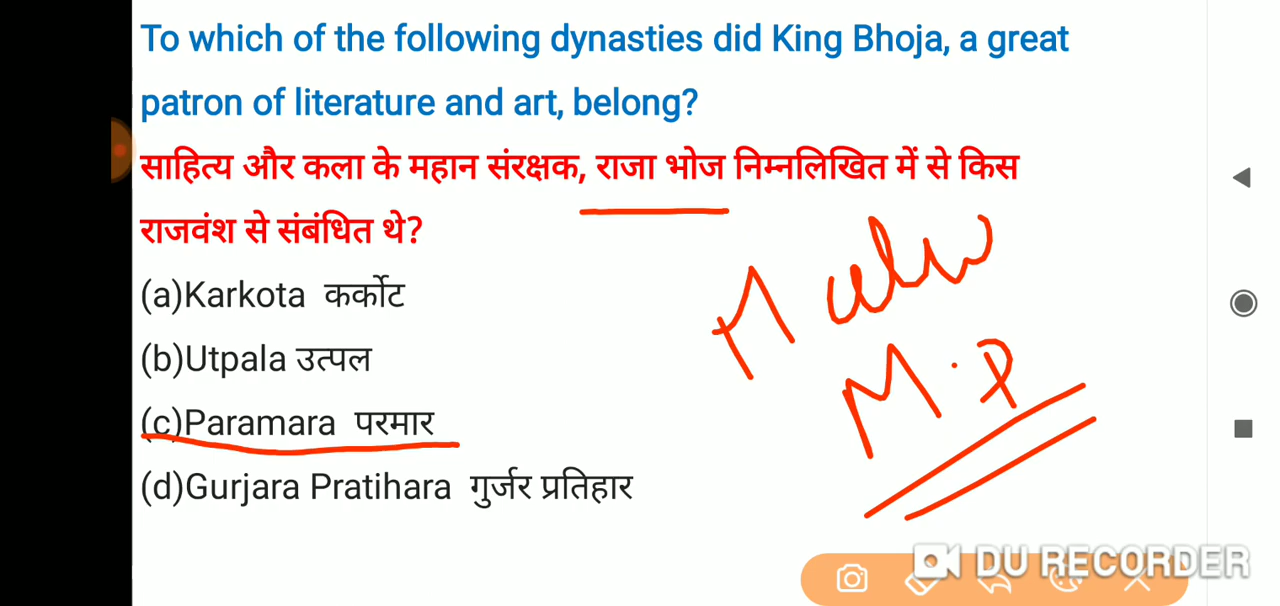 To which of the following dynasties did King Bhoja, a great
patron of literature and art, belong?
साहित्य और कला के महान संरक्षक, राजा भोज निम्नलिखित में से किस
राजवंश से संबंधित थे?
(a)Karkota कर्कोट
(b)Utpala उत्पल
(c)Paramara परमार
(d)Gurjara Pratihara गुर्जर प्रतिहार
Malw
M.P
DU RECORDER